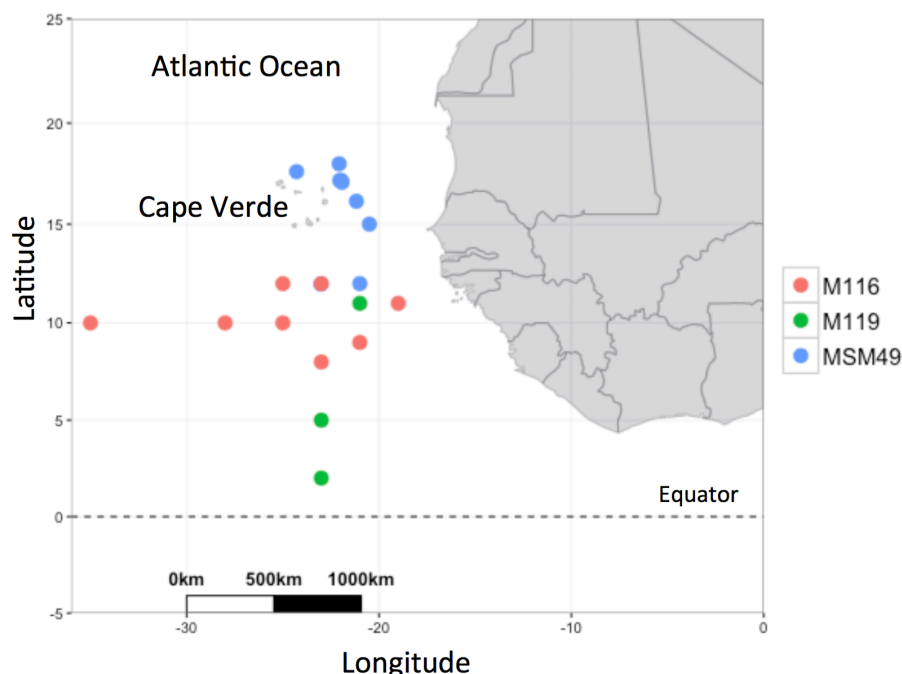 25
Atlantic Ocean
20
Cape Verde
15
Latitude
10
5
Equator
0
0km 500km 1000km
-5
-30 -20 -10 0
Longitude
M116
M119
MSM49